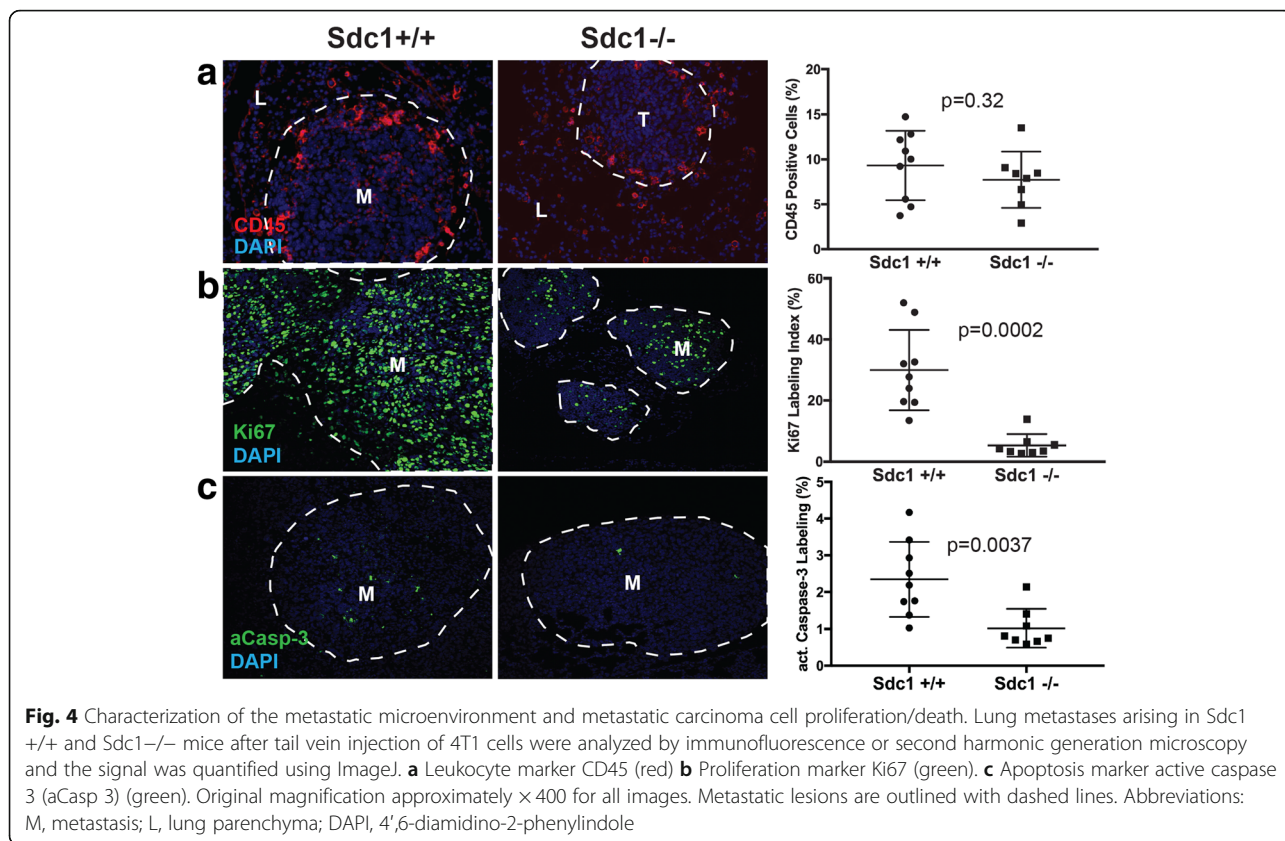 Sdc1+/+ Sdc1-/-
a
L
M
CD45
DAPI
T
L
CD45 Positive Cells (%)
20
15
10
5
0
p=0.32
Sdc1 +/+ Sdc1 -/-
b
M
Ki67
DAPI
M
Ki67 Labeling Index (%)
60
40
20
0
p=0.0002
Sdc1 +/+ Sdc1 -/-
c
M
aCasp-3
DAPI
M
act. Caspase-3 Labeling (%)
5
4
3
2
1
0
p=0.0037
Sdc1 +/+ Sdc1 -/-
Fig. 4 Characterization of the metastatic microenvironment and metastatic carcinoma cell proliferation/death. Lung metastases arising in Sdc1
+/+ and Sdc1−/− mice after tail vein injection of 4T1 cells were analyzed by immunofluorescence or second harmonic generation microscopy
and the signal was quantified using ImageJ. a Leukocyte marker CD45 (red) b Proliferation marker Ki67 (green). c Apoptosis marker active caspase
3 (aCasp 3) (green). Original magnification approximately × 400 for all images. Metastatic lesions are outlined with dashed lines. Abbreviations:
M, metastasis; L, lung parenchyma; DAPI, 4′,6-diamidino-2-phenylindole